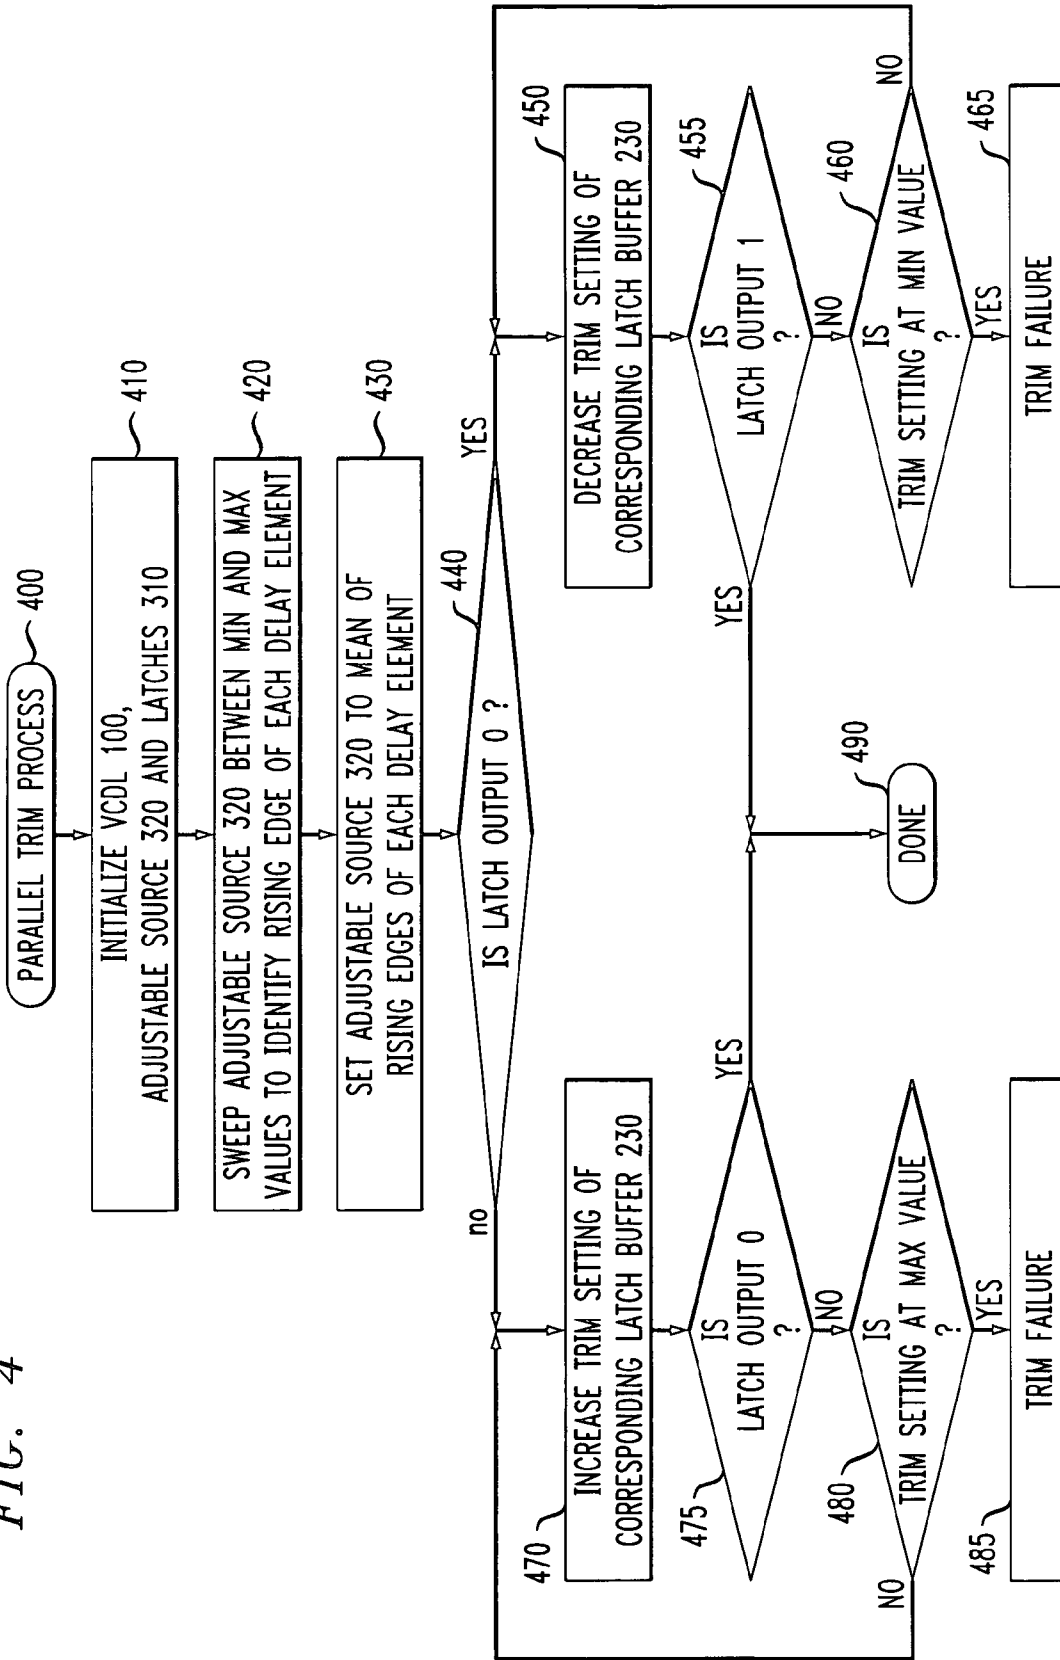 FIG. 4
PARALLEL TRIM PROCESS
400
INITIALIZE VCDL 100,
ADJUSTABLE SOURCE 320 AND LATCHES 310
410
SWEEP ADJUSTABLE SOURCE 320 BETWEEN MIN AND MAX
VALUES TO IDENTIFY RISING EDGE OF EACH DELAY ELEMENT
420
SET ADJUSTABLE SOURCE 320 TO MEAN OF
RISING EDGES OF EACH DELAY ELEMENT
430
IS LATCH OUTPUT 0 ?
440
no
YES
470
INCREASE TRIM SETTING OF
CORRESPONDING LATCH BUFFER 230
475
IS
LATCH OUTPUT 0
?
YES
NO
480
IS
TRIM SETTING AT MAX VALUE
?
NO
YES
485
TRIM FAILURE
DECREASE TRIM SETTING OF
CORRESPONDING LATCH BUFFER 230
450
IS
LATCH OUTPUT 1
?
455
YES
NO
IS
TRIM SETTING AT MIN VALUE
?
460
NO
YES
TRIM FAILURE
465
DONE
490